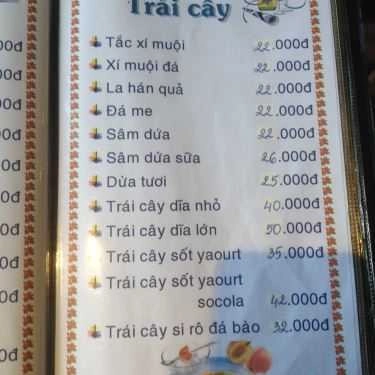 Trái cây
Tắc xí muội 22.000đ
Xí muội đá 22.000đ
La hán quả 22.000đ
Đá me 22.000đ
Sâm dứa 22.000đ
Sâm dứa sữa 26.000đ
Dừa tươi 25.000đ
Trái cây dĩa nhỏ 40.000đ
Trái cây dĩa lớn 50.000đ
Trái cây sốt yaourt 35.000đ
Trái cây sốt yaourt
socola 42.000đ
Trái cây si rô đá bào 32.000đ